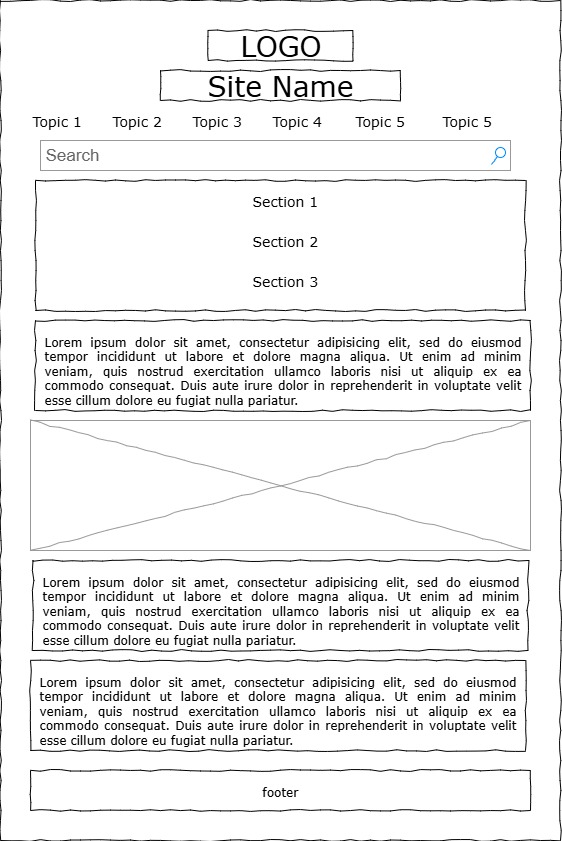 LOGO
Site Name
Topic 1 Topic 2 Topic 3 Topic 4 Topic 5 Topic 5
Search
Section 1
Section 2
Section 3
Lorem ipsum dolor sit amet, consectetur adipisicing elit, sed do eiusmod
tempor incididunt ut labore et dolore magna aliqua. Ut enim ad minim
veniam, quis nostrud exercitation ullamco laboris nisi ut aliquip ex ea
commodo consequat. Duis aute irure dolor in reprehenderit in voluptate velit
esse cillum dolore eu fugiat nulla pariatur.
Lorem ipsum dolor sit amet, consectetur adipisicing elit, sed do eiusmod
tempor incididunt ut labore et dolore magna aliqua. Ut enim ad minim
veniam, quis nostrud exercitation ullamco laboris nisi ut aliquip ex ea
commodo consequat. Duis aute irure dolor in reprehenderit in voluptate velit
esse cillum dolore eu fugiat nulla pariatur.
Lorem ipsum dolor sit amet, consectetur adipisicing elit, sed do eiusmod
tempor incididunt ut labore et dolore magna aliqua. Ut enim ad minim
veniam, quis nostrud exercitation ullamco laboris nisi ut aliquip ex ea
commodo consequat. Duis aute irure dolor in reprehenderit in voluptate velit
esse cillum dolore eu fugiat nulla pariatur.
footer